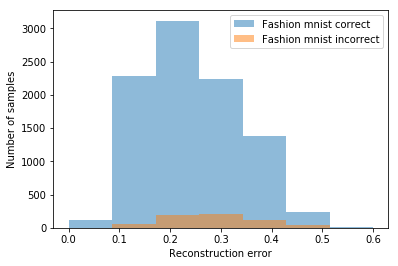 Fashion mnist correct
Fashion mnist incorrect
3000
2500
2000
1500
1000
500
0
Number of samples
0.0 0.1 0.2 0.3 0.4 0.5 0.6
Reconstruction error